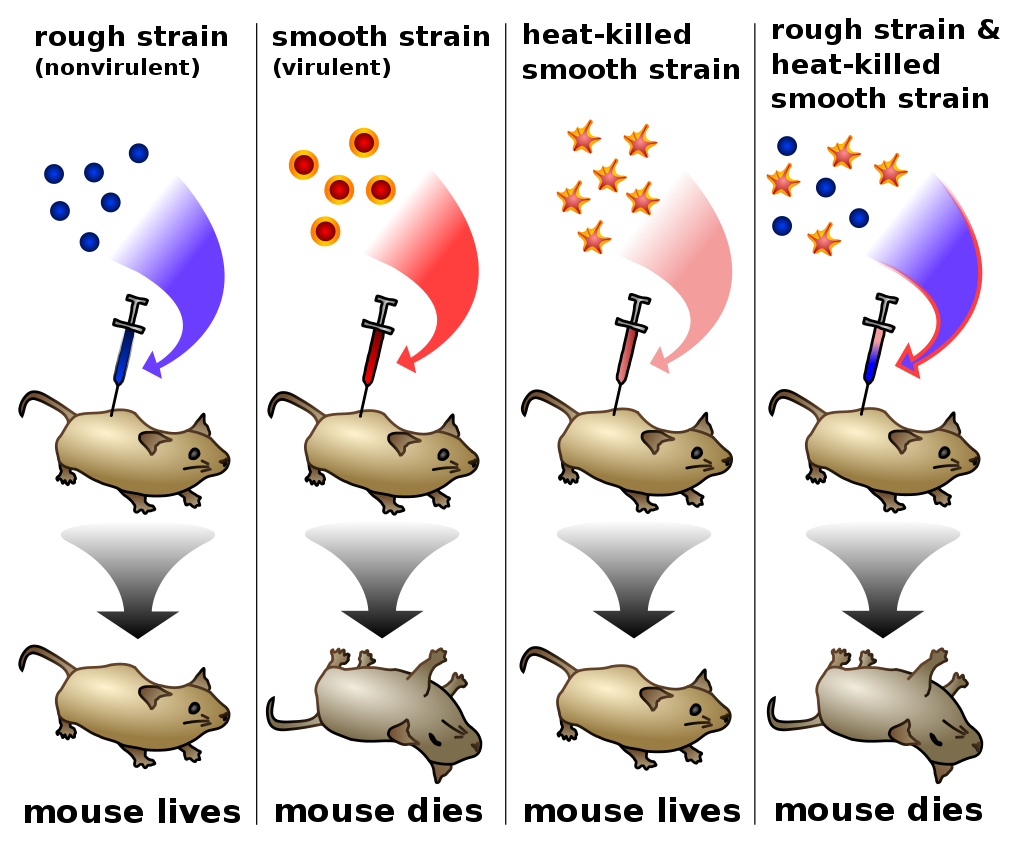 rough strain
(nonvirulent)
smooth strain
(virulent)
heat-killed
smooth strain
rough strain &
heat-killed
smooth strain
mouse lives
mouse dies
mouse lives
mouse dies